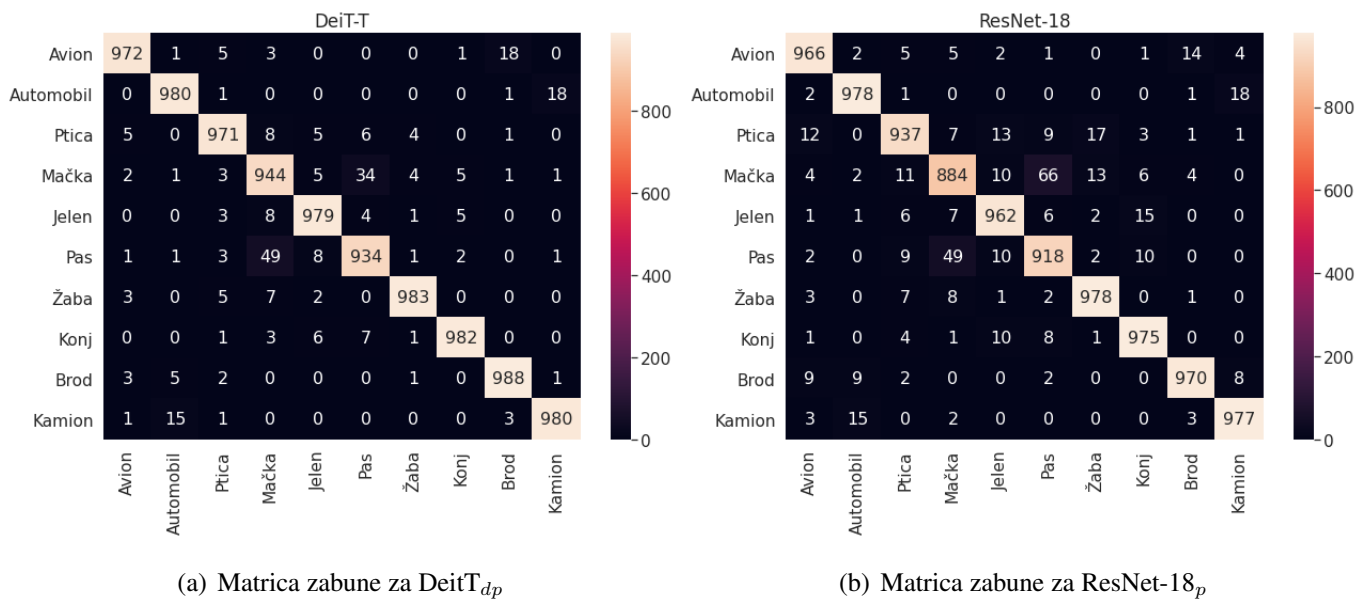 DeiT-T
Avion 972 1 5 3 0 0 0 1 18 0
Automobil 0 980 1 0 0 0 0 0 1 18
Ptica 5 0 971 8 5 6 4 0 1 0
Mačka 2 1 3 944 5 34 4 5 1 1
Jelen 0 0 3 8 979 4 1 5 0 0
Pas 1 1 3 49 8 934 1 2 0 1
Žaba 3 0 5 7 2 0 983 0 0 0
Konj 0 0 1 3 6 7 1 982 0 0
Brod 3 5 2 0 0 0 1 0 988 1
Kamion 1 15 1 0 0 0 0 0 3 980
Avion Automobil Ptica Mačka Jelen Pas Žaba Konj Brod Kamion
800
600
400
200
0
(a) Matrica zabune za DeitT$_{dp}$
ResNet-18
Avion 966 2 5 5 2 1 0 1 14 4
Automobil 2 978 1 0 0 0 0 0 1 18
Ptica 12 0 937 7 13 9 17 3 1 1
Mačka 4 2 11 884 10 66 13 6 4 0
Jelen 1 1 6 7 962 6 2 15 0 0
Pas 2 0 9 49 10 918 2 10 0 0
Žaba 3 0 7 8 1 2 978 0 1 0
Konj 1 0 4 1 10 8 1 975 0 0
Brod 9 9 2 0 0 2 0 0 970 8
Kamion 3 15 0 2 0 0 0 0 3 977
Avion Automobil Ptica Mačka Jelen Pas Žaba Konj Brod Kamion
800
600
400
200
0
(b) Matrica zabune za ResNet-18$_{p}$